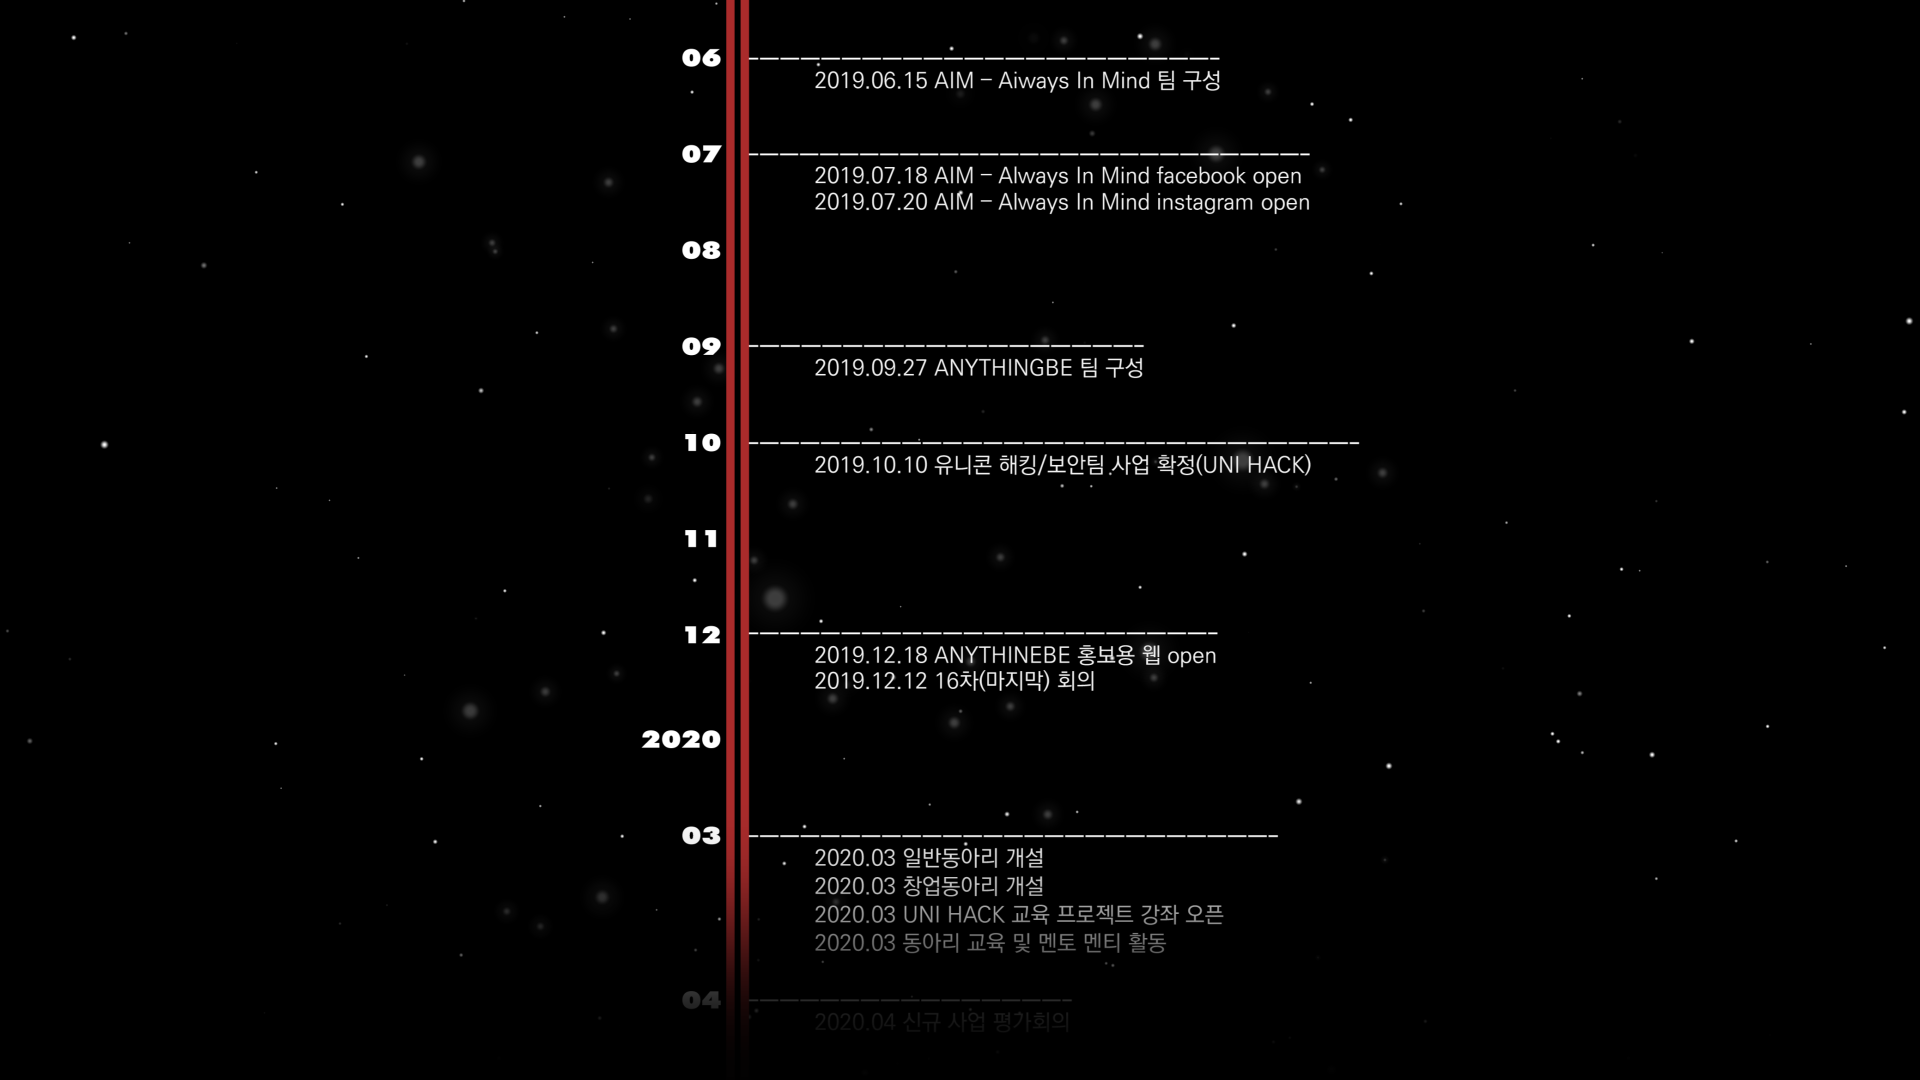 06
2019.06.15 AIM – Aiways In Mind 팀 구성
07
2019.07.18 AIM – Always In Mind facebook open
2019.07.20 AIM – Always In Mind instagram open
08
09
2019.09.27 ANYTHINGBE 팀 구성
10
2019.10.10 유니콘 해킹/보안팀 사업 확정(UNI HACK)
11
12
2019.12.18 ANYTHINEBE 홍보용 웹 open
2019.12.12 16차(마지막) 회의
2020
03
2020.03 일반동아리 개설
2020.03 창업동아리 개설
2020.03 UNI HACK 교육 프로젝트 강좌 오픈
2020.03 동아리 교육 및 멘토 멘티 활동
04
2020.04 신규 사업 평가회의